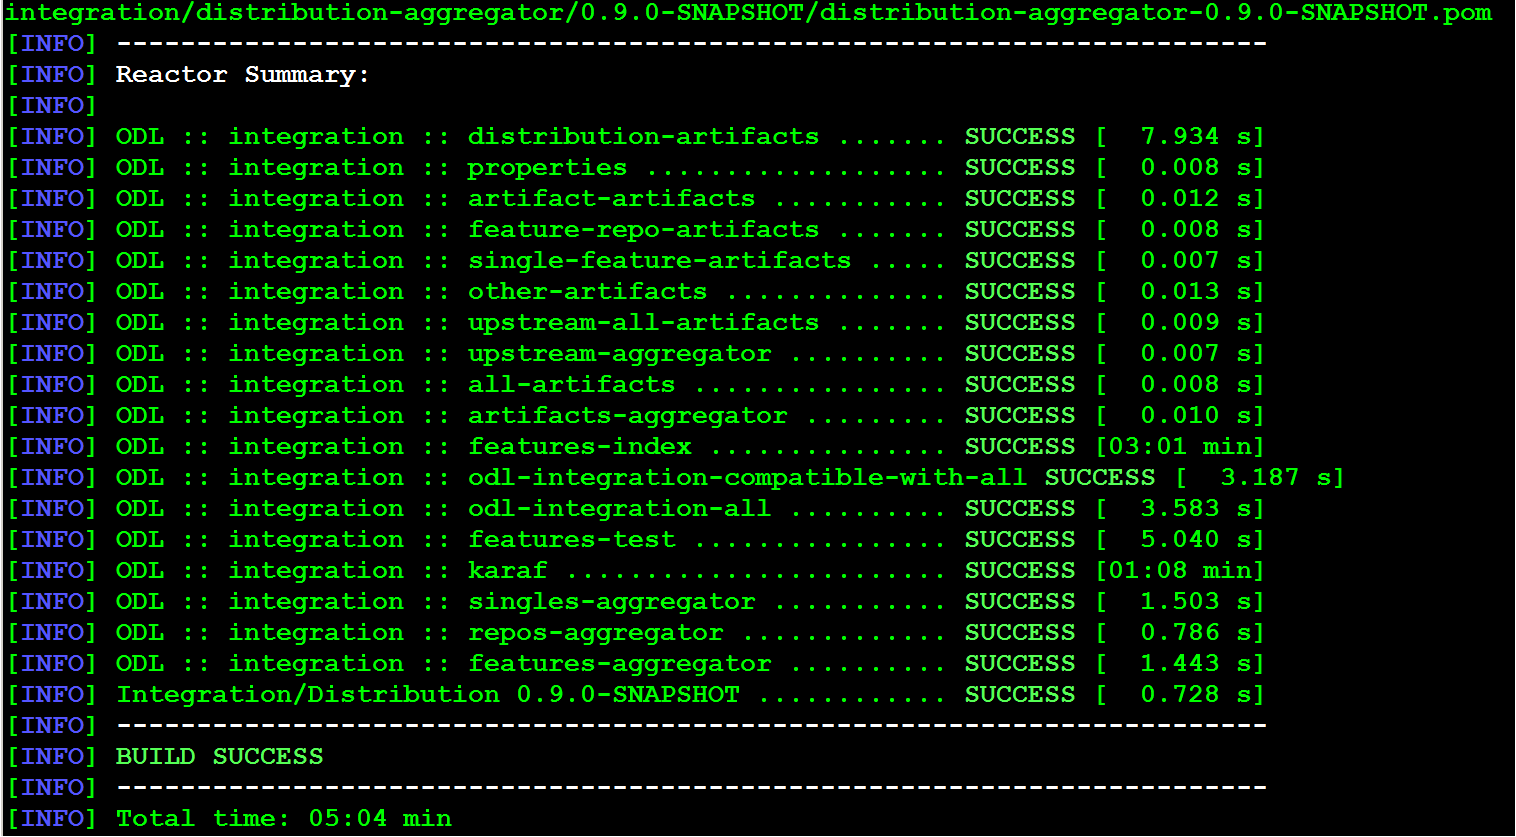 integration/distribution-aggregator/0.9.0-SNAPSHOT/distribution-aggregator-0.9.0-SNAPSHOT.pom
[INFO] ------------------------------------------------------------------------
[INFO] Reactor Summary:
[INFO]
[INFO] ODL :: integration :: distribution-artifacts ....... SUCCESS [  7.934 s]
[INFO] ODL :: integration :: properties ................... SUCCESS [  0.008 s]
[INFO] ODL :: integration :: artifact-artifacts ........... SUCCESS [  0.012 s]
[INFO] ODL :: integration :: feature-repo-artifacts ....... SUCCESS [  0.008 s]
[INFO] ODL :: integration :: single-feature-artifacts ..... SUCCESS [  0.007 s]
[INFO] ODL :: integration :: other-artifacts .............. SUCCESS [  0.013 s]
[INFO] ODL :: integration :: upstream-all-artifacts ....... SUCCESS [  0.009 s]
[INFO] ODL :: integration :: upstream-aggregator .......... SUCCESS [  0.007 s]
[INFO] ODL :: integration :: all-artifacts ................ SUCCESS [  0.008 s]
[INFO] ODL :: integration :: artifacts-aggregator ......... SUCCESS [  0.010 s]
[INFO] ODL :: integration :: features-index ............... SUCCESS [03:01 min]
[INFO] ODL :: integration :: odl-integration-compatible-with-all SUCCESS [  3.187 s]
[INFO] ODL :: integration :: odl-integration-all .......... SUCCESS [  3.583 s]
[INFO] ODL :: integration :: features-test ................ SUCCESS [  5.040 s]
[INFO] ODL :: integration :: karaf ........................ SUCCESS [01:08 min]
[INFO] ODL :: integration :: singles-aggregator ........... SUCCESS [  1.503 s]
[INFO] ODL :: integration :: repos-aggregator ............. SUCCESS [  0.786 s]
[INFO] ODL :: integration :: features-aggregator .......... SUCCESS [  1.443 s]
[INFO] Integration/Distribution 0.9.0-SNAPSHOT ............ SUCCESS [  0.728 s]
[INFO] ------------------------------------------------------------------------
[INFO] BUILD SUCCESS
[INFO] ------------------------------------------------------------------------
[INFO] Total time: 05:04 min